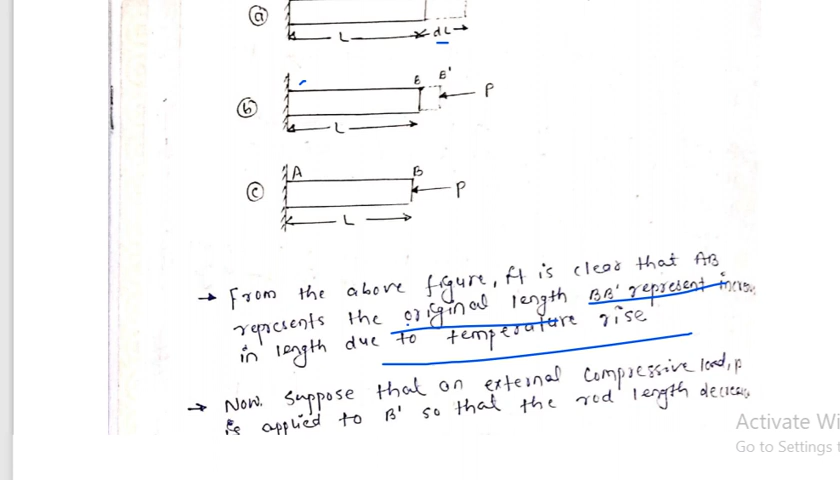 (a)
L
dL
(b)
B B'
P
L
(c)
A B
P
L
→ From the above figure, it is clear that AB
represents the original length BB' represent
in length due to temperature rise
→ Now. Suppose that an external compressive load, P
is applied to B' so that the rod length
Activate Wi
Go to Settings t